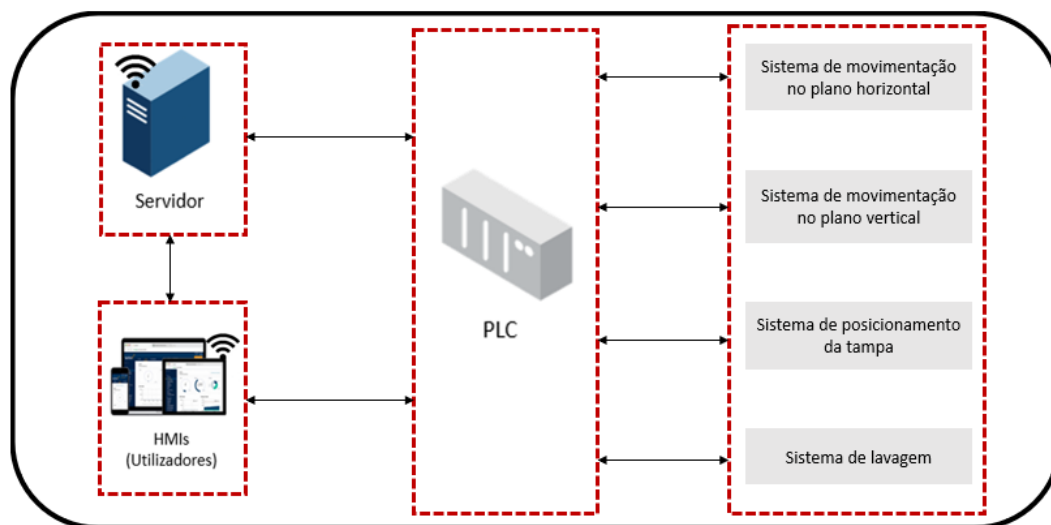 Servidor
HMIs
(Utilizadores)
PLC
Sistema de movimentação
no plano horizontal
Sistema de movimentação
no plano vertical
Sistema de posicionamento
da tampa
Sistema de lavagem